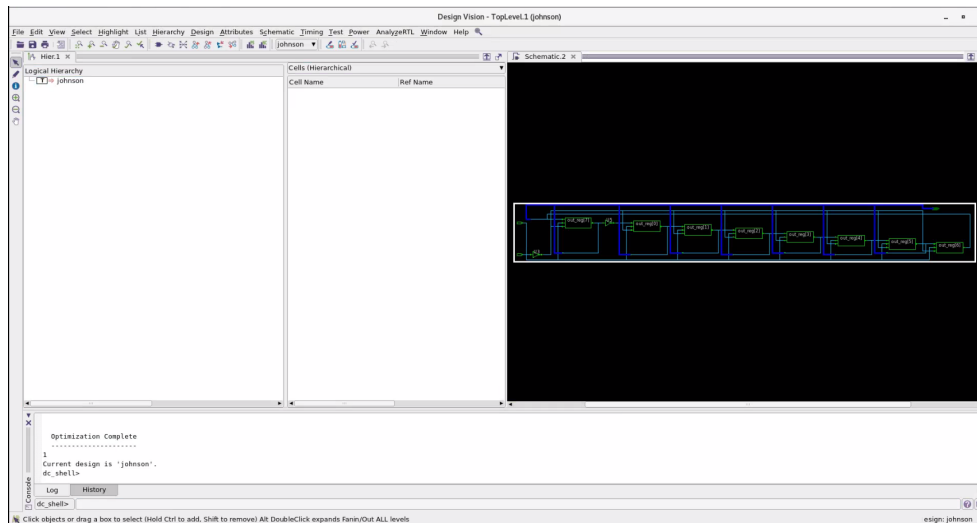 Design Vision - TopLevel.1 (johnson)
File Edit View Select Highlight List Hierarchy Design Attributes Schematic Timing Test Power AnalyzeRTL Window Help
johnson
Hier.1
Schematic.2
Logical Hierarchy
johnson
Cells (Hierarchical)
Cell Name Ref Name
out_reg[7]
out_reg[0]
out_reg[1]
out_reg[2]
out_reg[3]
out_reg[4]
out_reg[5]
out_reg[6]
Optimization Complete
---------------------
1
Current design is 'johnson'.
dc_shell>
Console
Log History
dc_shell>
Click objects or drag a box to select (Hold Ctrl to add, Shift to remove) Alt DoubleClick expands Fanin/Out ALL levels
esign: johnson